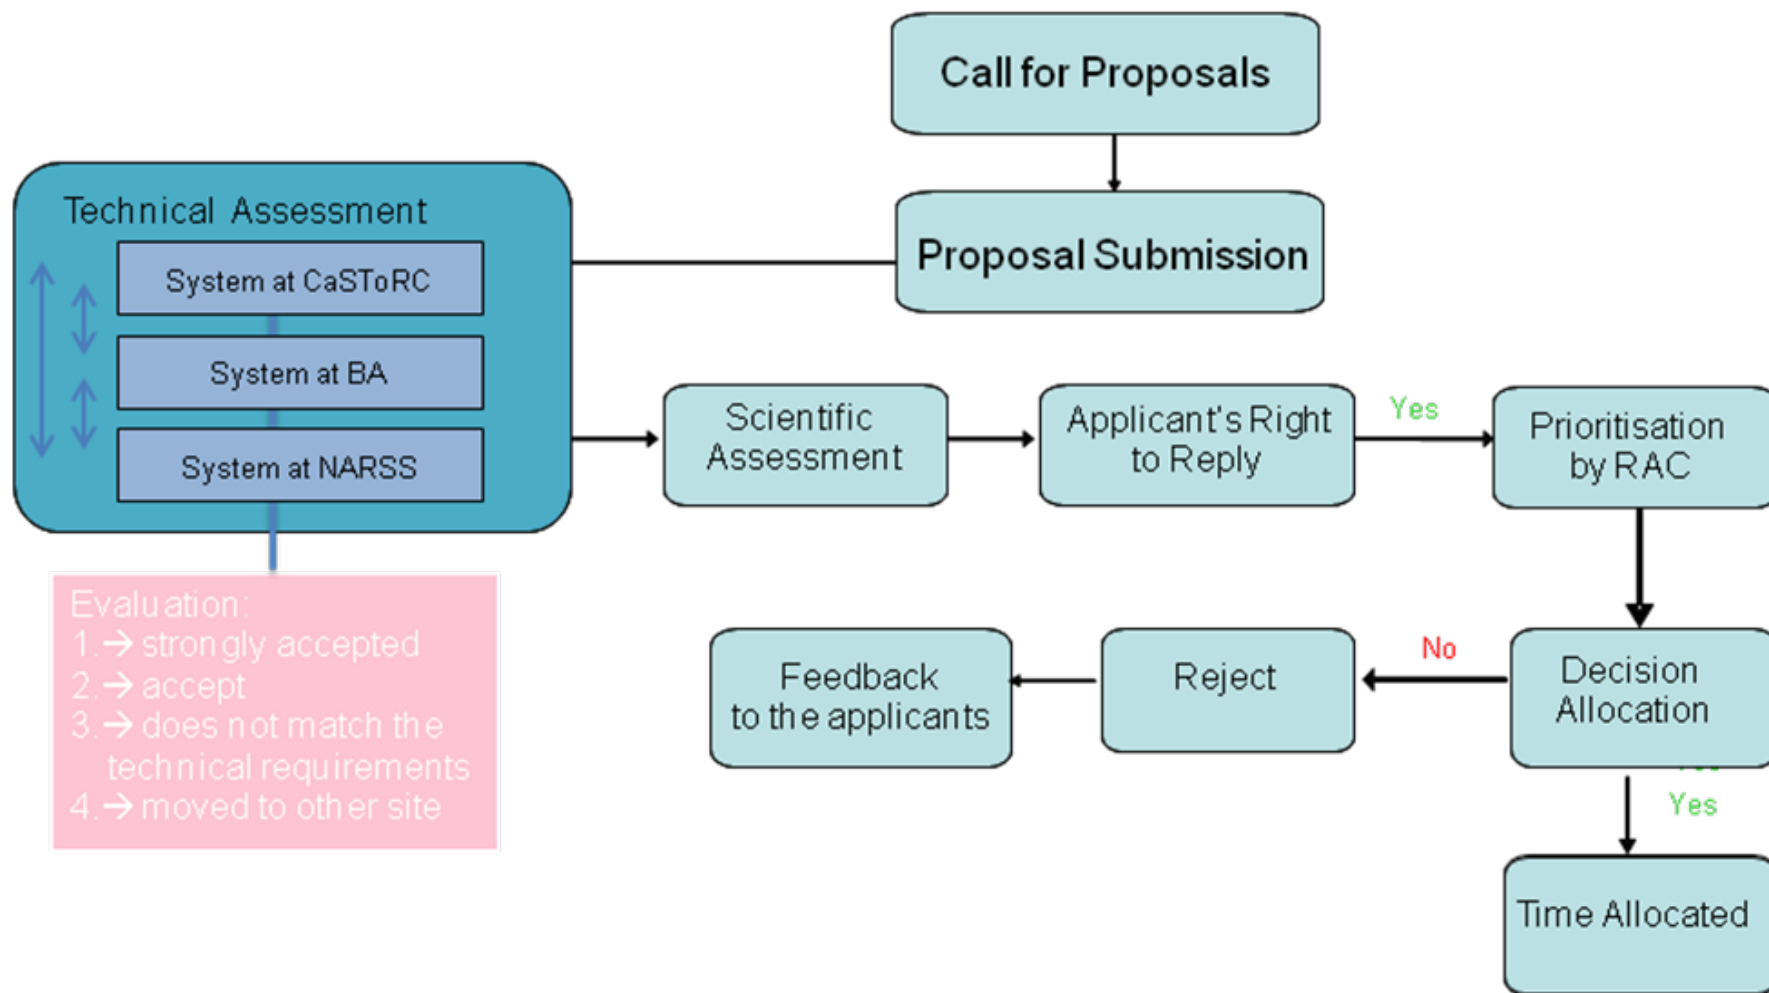 Call for Proposals
Proposal Submission
Technical Assessment
System at CaSToRC
System at BA
System at NARSS
Evaluation:
1.→ strongly accepted
2.→ accept
3.→ does not match the
technical requirements
4.→ moved to other site
Scientific
Assessment
Applicant's Right
to Reply
Yes
Prioritisation
by RAC
Decision
Allocation
No
Reject
Feedback
to the applicants
Yes
Time Allocated